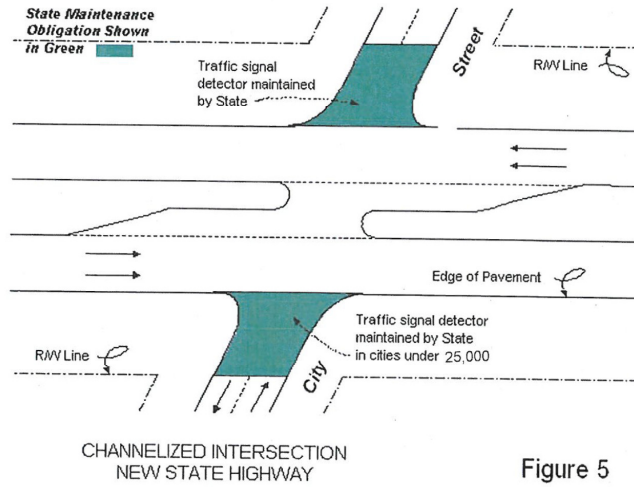 State Maintenance
Obligation Shown
in Green
Traffic signal
detector maintained
by State
Street
R/W Line
Edge of Pavement
Traffic signal detector
maintained by State
in cities under 25,000
R/W Line
City
CHANNELIZED INTERSECTION
NEW STATE HIGHWAY
Figure 5